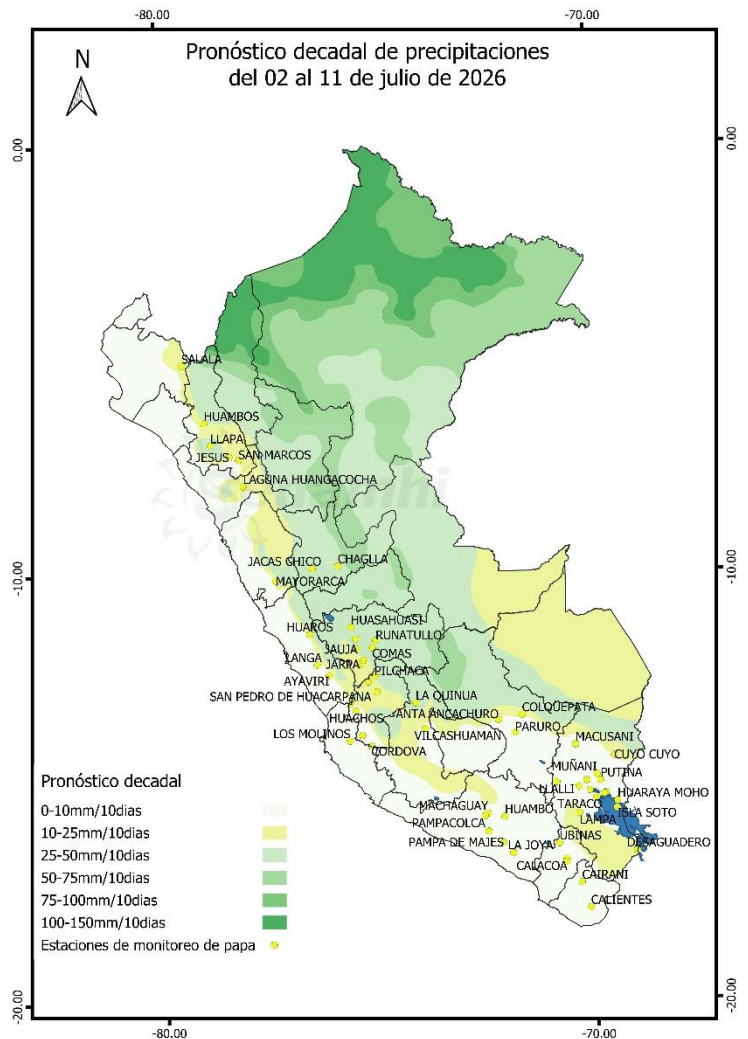 -80.00
-70.00
Pronóstico decadal de precipitaciones
del 02 al 11 de julio de 2026
N
0.00
0.00
SALALA
HUAMBOS
LLAPA
JESUS
SAN MARCOS
LAGUNA HUANGACOCHA
Senamhi
-10.00
-10.00
JACAS CHICO
CHAGLLA
MAYORARCA
HUASAHUASI
HUAROS
RUNATULLO
JAUJA
COMAS
LANGA
JARPA
AYAVIRI
PILCHACA
SAN PEDRO DE HUACARPANA
LA QUINUA
HUACHOS
ANTA ANCACHURO
COLQUEPATA
LOS MOLINOS
VILCASHUAMAN
PARURO
CORDOVA
MACUSANI
CUYO CUYO
MUÑANI
PUTINA
LLALLI
HUARAYA MOHO
MACHAGUAY
HUAMBO
TARACO
ISLA SOTO
PAMPACOLCA
LAMPA
PAMPA DE MAJES
LA JOYA
UBINAS
DESAGUADERO
CALACOA
CAIRANI
CALIENTES
Pronóstico decadal
0-10mm/10dias
10-25mm/10dias
25-50mm/10dias
50-75mm/10dias
75-100mm/10dias
100-150mm/10dias
Estaciones de monitoreo de papa
-20.00
-20.00
-80.00
-70.00